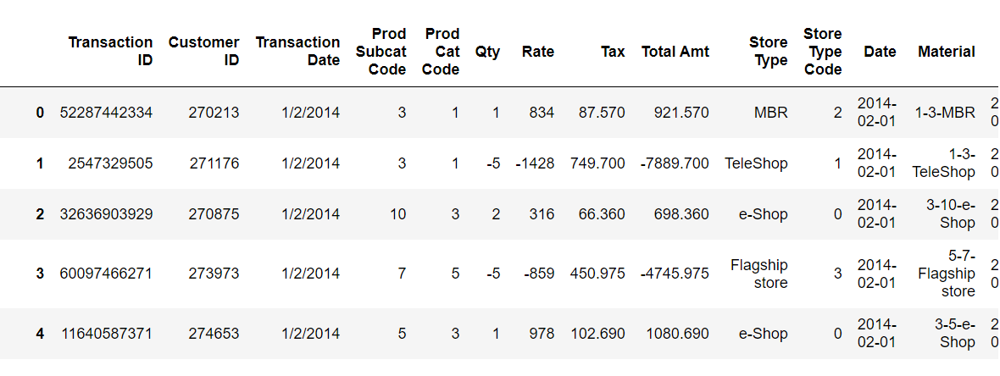 Transaction ID Customer ID Transaction Date Prod Subcat Code Prod Cat Code Qty Rate Tax Total Amt Store Type Store Type Code Date Material
0 52287442334 270213 1/2/2014 3 1 1 834 87.570 921.570 MBR 2 2014-02-01 1-3-MBR
1 2547329505 271176 1/2/2014 3 1 -5 -1428 749.700 -7889.700 TeleShop 1 2014-02-01 1-3-TeleShop
2 32636903929 270875 1/2/2014 10 3 2 316 66.360 698.360 e-Shop 0 2014-02-01 3-10-e-Shop
3 60097466271 273973 1/2/2014 7 5 -5 -859 450.975 -4745.975 Flagship store 3 2014-02-01 5-7-Flagship store
4 11640587371 274653 1/2/2014 5 3 1 978 102.690 1080.690 e-Shop 0 2014-02-01 3-5-e-Shop